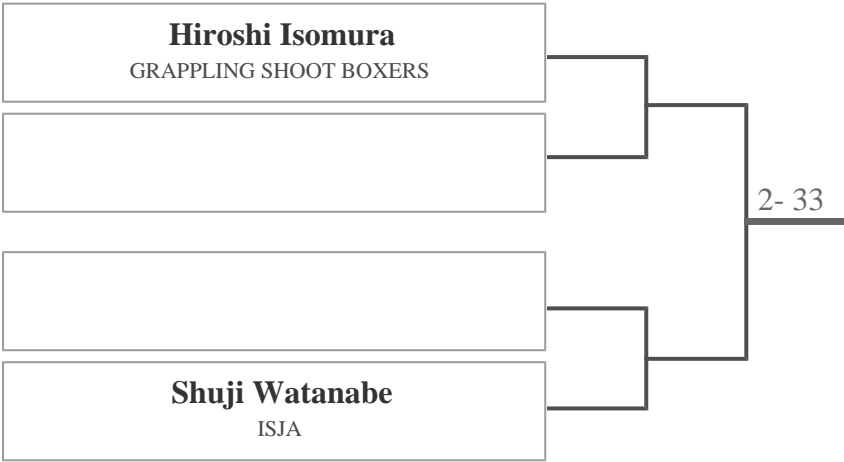 Hiroshi Isomura
GRAPPLING SHOOT BOXERS
2- 33
Shuji Watanabe
ISJA